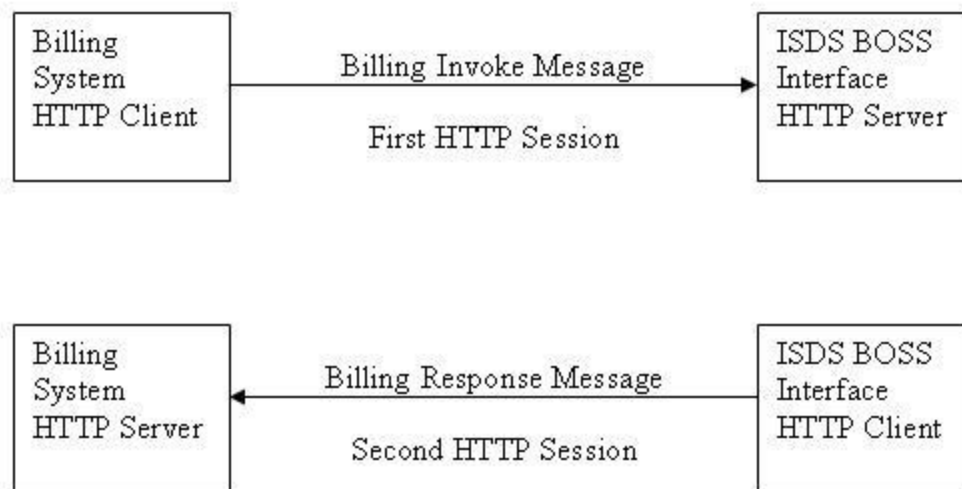 Billing
System
HTTP Client
Billing Invoke Message
First HTTP Session
ISDS BOSS
Interface
HTTP Server
Billing
System
HTTP Server
Billing Response Message
Second HTTP Session
ISDS BOSS
Interface
HTTP Client